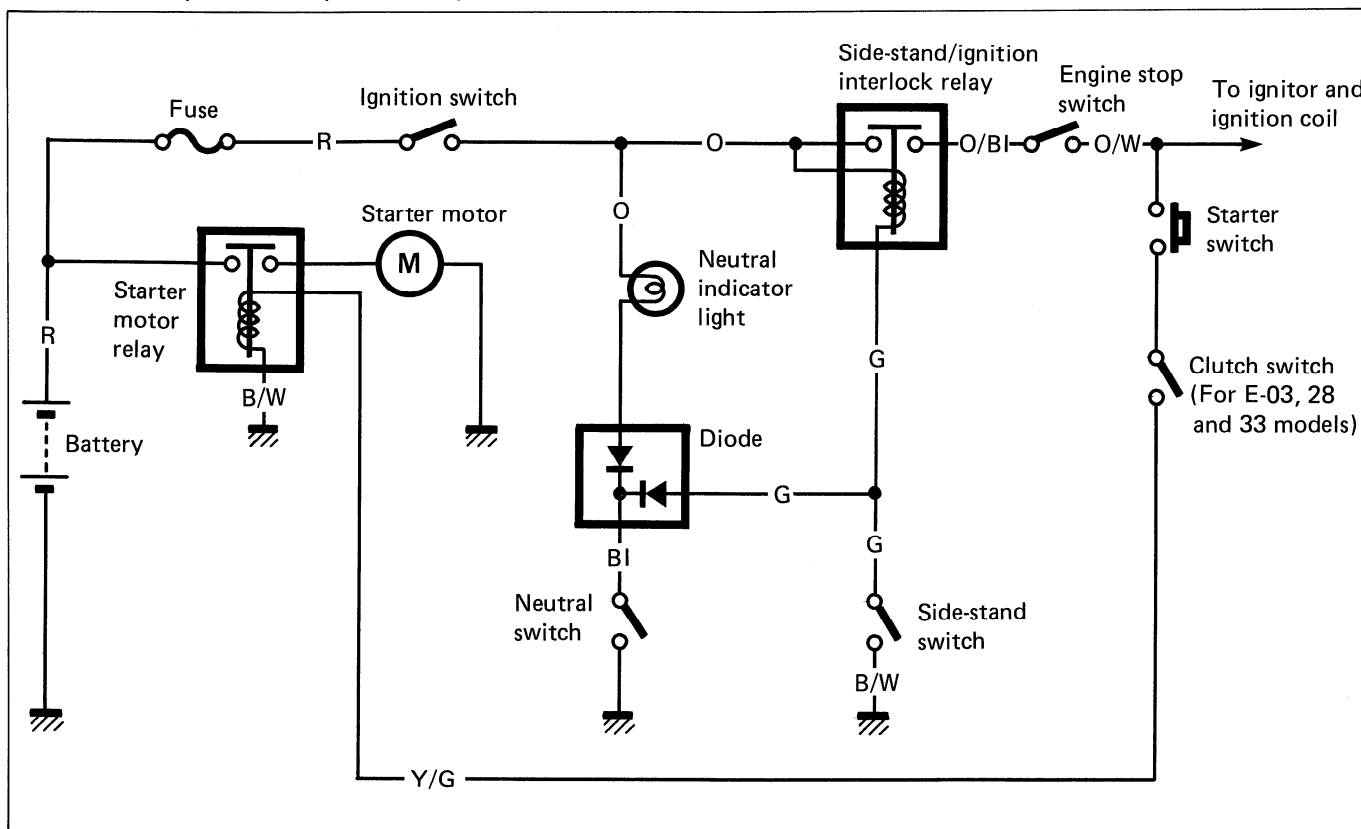 Side-stand/ignition
interlock relay
Engine stop
switch
To ignitor and
ignition coil
Fuse
Ignition switch
R
O
O/Bl
O/W
Starter motor
M
O
Starter
switch
Neutral
indicator
light
Starter
motor
relay
R
G
B/W
Clutch switch
(For E-03, 28
and 33 models)
Battery
Diode
G
G
Bl
Neutral
switch
Side-stand
switch
B/W
Y/G